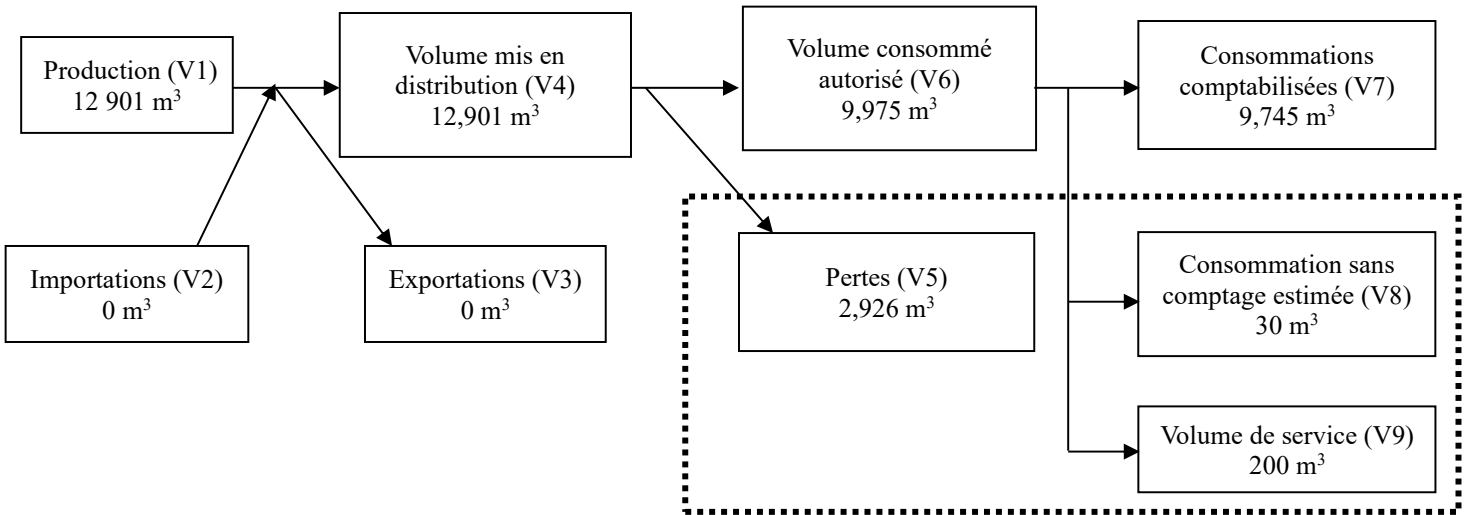 Production (V1)
12 901 m³
Volume mis en
distribution (V4)
12,901 m³
Volume consommé
autorisé (V6)
9,975 m³
Consommations
comptabilisées (V7)
9,745 m³
Importations (V2)
0 m³
Exportations (V3)
0 m³
Pertes (V5)
2,926 m³
Consommation sans
comptage estimée (V8)
30 m³
Volume de service (V9)
200 m³